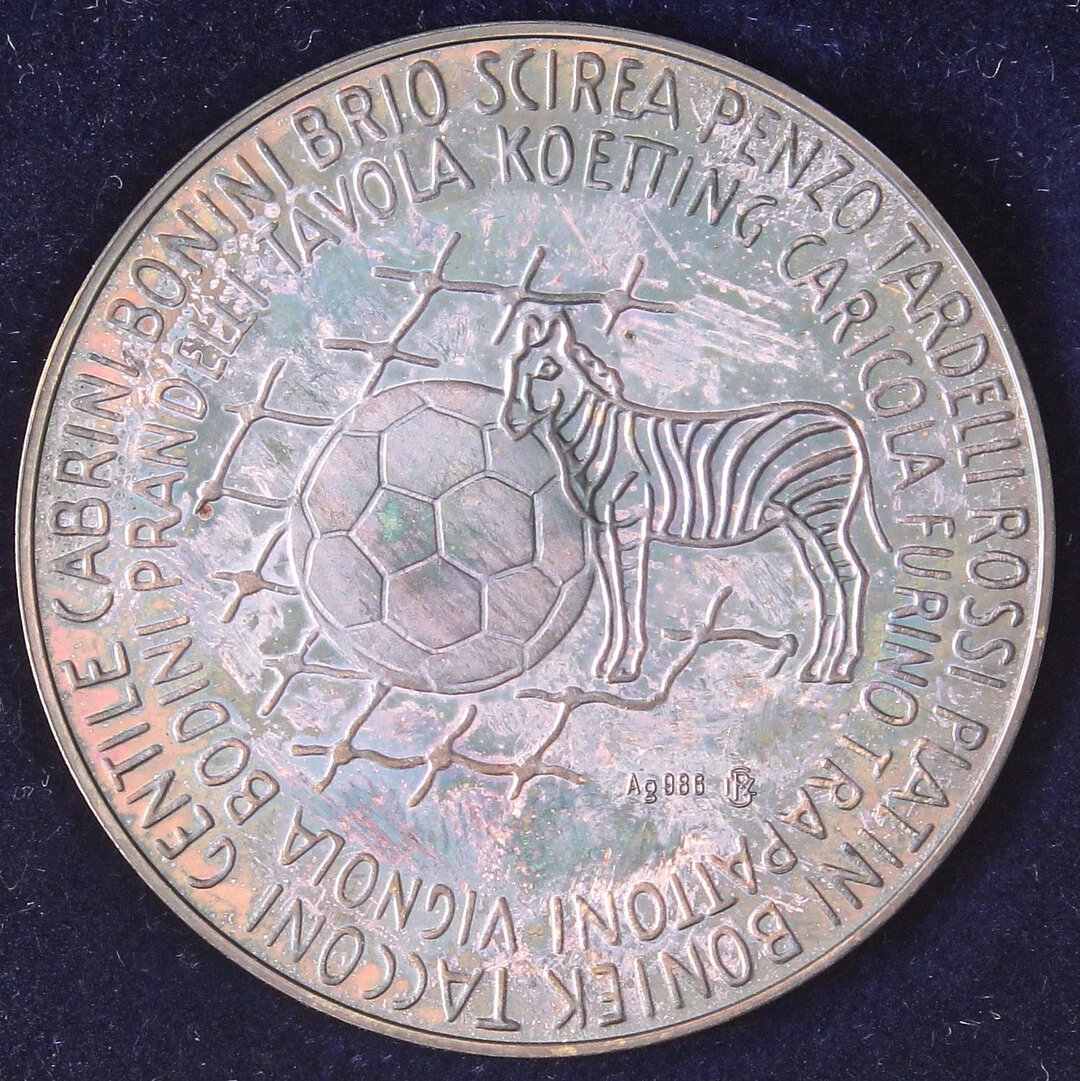 TACCONI GENTILE CABRINI BONINI BRIO SCIREA PENZO TARDELLI ROSSI PLATINI BONIEK
BODINI PRANDELLI TAVOLA KOETTING CARICOLA FURINO TRAPATTONI VIGNOLA
Ag986